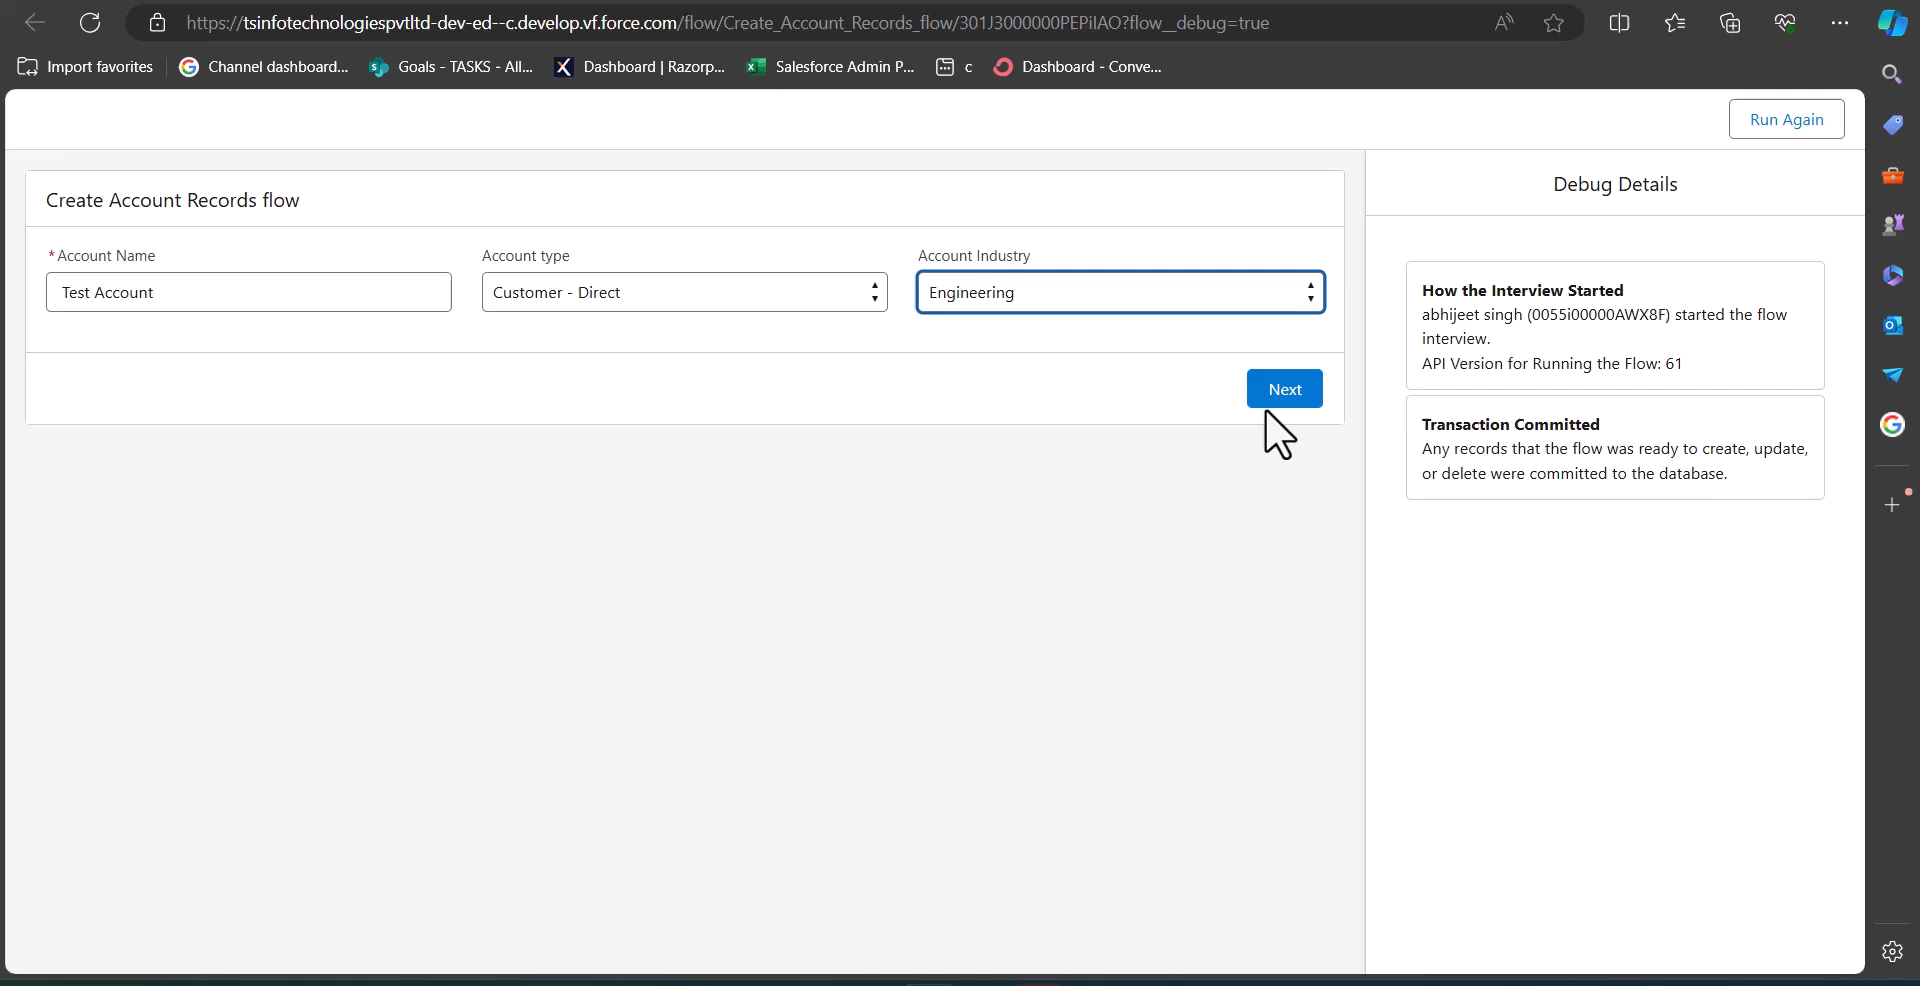 https://tsinfotechnologiespvtltd-dev-ed--c.develop.vf.force.com/flow/Create_Account_Records_flow/301J3000000PEPiIAO?flow__debug=true
Import favorites
Channel dashboard...
Goals - TASKS - All...
Dashboard | Razorp...
Salesforce Admin P...
c
Dashboard - Conve...
Run Again
Create Account Records flow
* Account Name
Account type
Account Industry
Test Account
Customer - Direct
Engineering
Next
Debug Details
How the Interview Started
abhijeet singh (0055i00000AWX8F) started the flow
interview.
API Version for Running the Flow: 61
Transaction Committed
Any records that the flow was ready to create, update,
or delete were committed to the database.